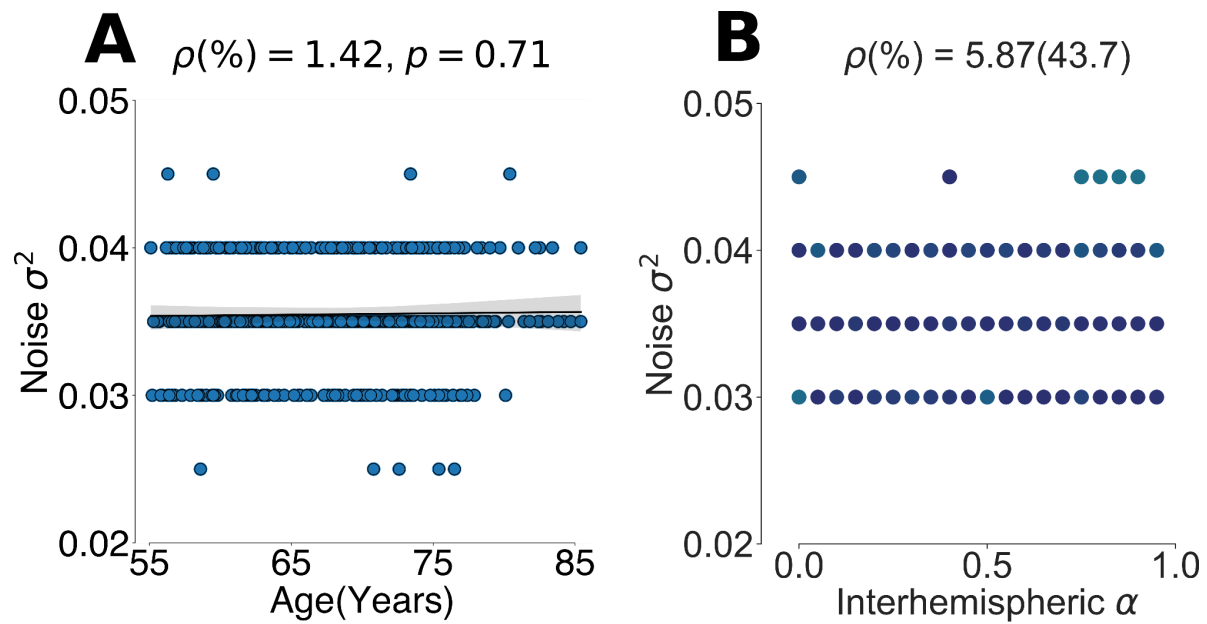 A
ρ(%) = 1.42, p = 0.71
0.05
0.04
0.03
0.02
Noise σ²
55 65 75 85
Age(Years)
B
ρ(%) = 5.87(43.7)
0.05
0.04
0.03
0.02
Noise σ²
0.0 0.5 1.0
Interhemispheric α